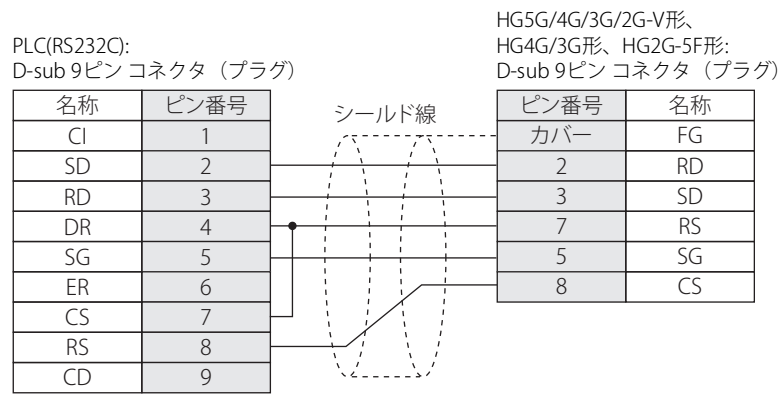 HG5G/4G/3G/2G-V形、
PLC(RS232C): HG4G/3G形、HG2G-5F形:
D-sub 9ピン コネクタ（プラグ） D-sub 9ピン コネクタ（プラグ）
名称 ピン番号 シールド線 ピン番号 名称
CI 1 カバー FG
SD 2 2 RD
RD 3 3 SD
DR 4 7 RS
SG 5 5 SG
ER 6 8 CS
CS 7
RS 8
CD 9